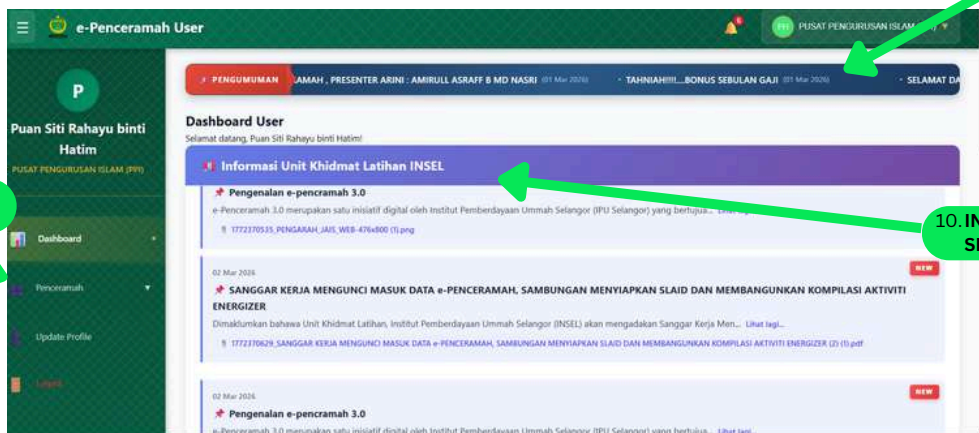 e-Penceramah User
PUSAT PENGURUSAN ISLAM
PENGUMUMAN
AMAH , PRESENTER ARINI : AMIRULL ASRAFF B MD NASRI (01 Mar 2026)
• TAHNIAH!!!!....BONUS SEBULAN GAJI (01 Mar 2026)
• SELAMAT DA
P
Puan Siti Rahayu binti
Hatim
PUSAT PENGURUSAN ISLAM (PPI)
Dashboard
Penceramah
Update Profile
Logout
Dashboard User
Selamat datang, Puan Siti Rahayu binti Hatim!
Informasi Unit Khidmat Latihan INSEL
Pengenalan e-pencramah 3.0
e-Penceramah 3.0 merupakan satu inisiatif digital oleh Institut Pemberdayaan Ummah Selangor (IPU Selangor) yang bertujua...
1772370535_PENGARAH_JAIS_WEB-476x800 (1).png
02 Mar 2026
NEW
SANGGAR KERJA MENGUNCI MASUK DATA e-PENCERAMAH, SAMBUNGAN MENYIAPKAN SLAID DAN MEMBANGUNKAN KOMPILASI AKTIVITI
ENERGIZER
Dimaklumkan bahawa Unit Khidmat Latihan, Institut Pemberdayaan Ummah Selangor (INSEL) akan mengadakan Sanggar Kerja Men... Lihat lagi...
1772370629_SANGGAR KERJA MENGUNCI MASUK DATA e-PENCERAMAH, SAMBUNGAN MENYIAPKAN SLAID DAN MEMBANGUNKAN KOMPILASI AKTIVITI ENERGIZER (2) (1).pdf
02 Mar 2026
NEW
Pengenalan e-pencramah 3.0
e-Penceramah 3.0 merupakan satu inisiatif digital oleh Institut Pemberdayaan Ummah Selangor (IPU Selangor) yang bertujua... Lihat lagi...
10. IN
SE